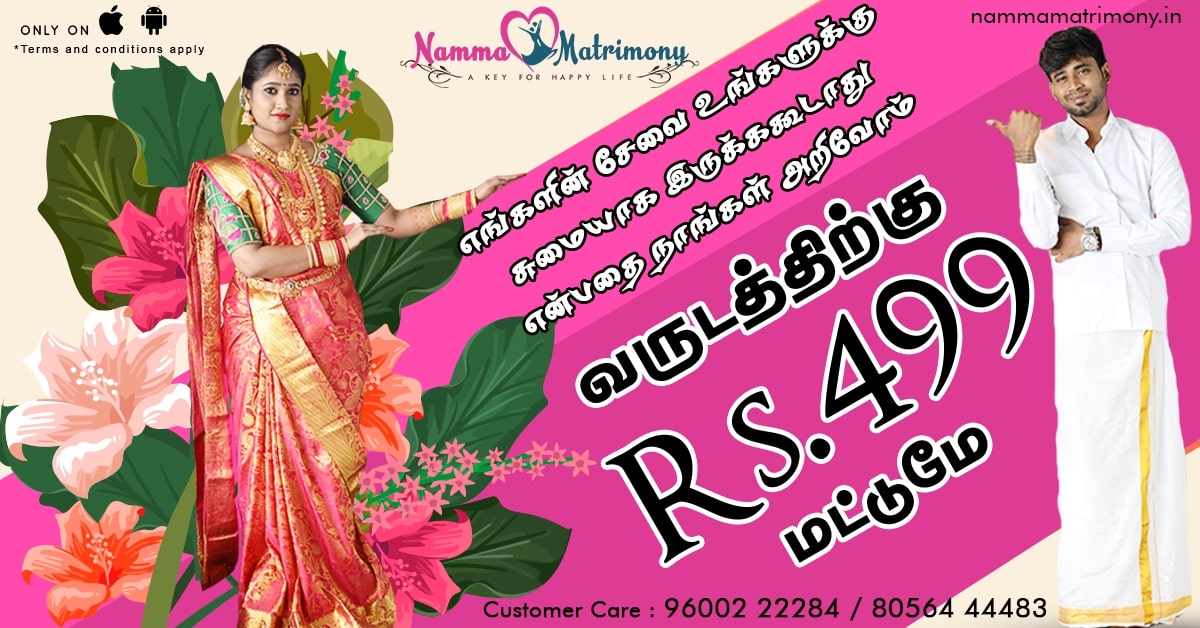 ONLY ON
*Terms and conditions apply
Namma Matrimony
A KEY FOR HAPPY LIFE
nammamatrimony.in
எங்களின் சேவை உங்களுக்கு
சுமையாக இருக்ககூடாது
என்பதை நாங்கள் அறிவோம்
வருடத்திற்கு
Rs.499
மட்டுமே
Customer Care : 96002 22284 / 80564 44483